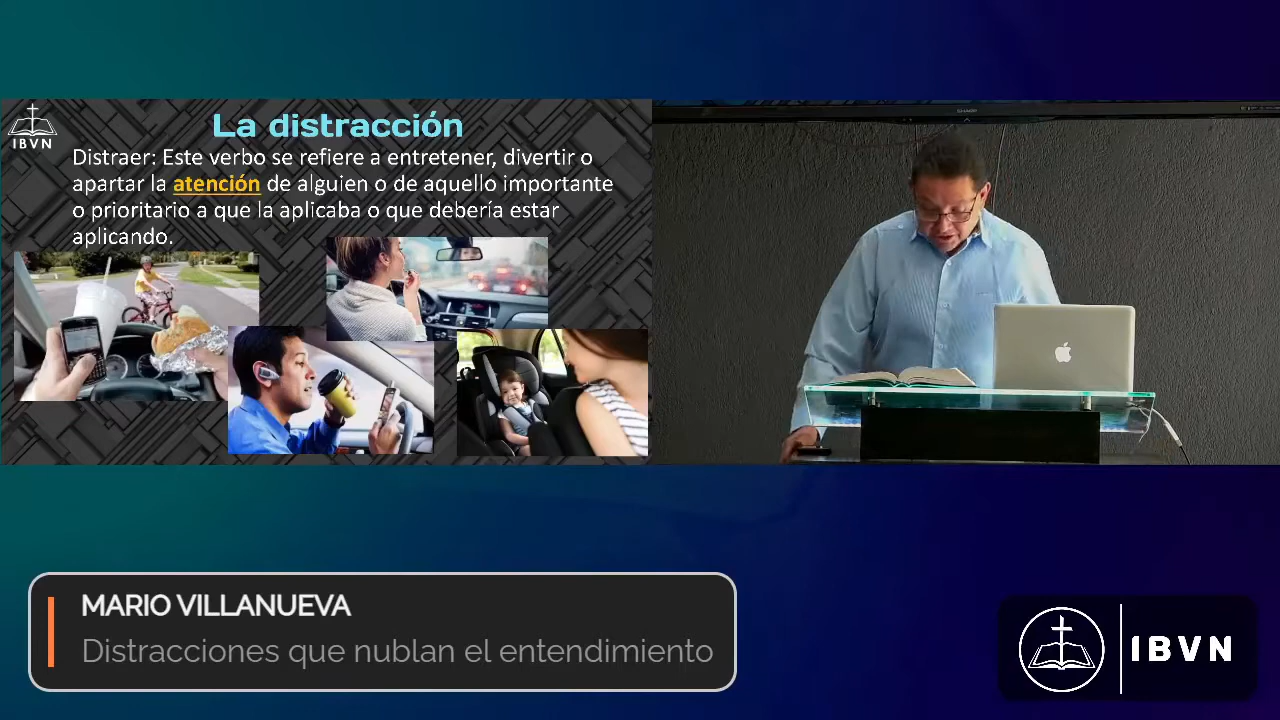 IBVN
La distracción
Distraer: Este verbo se refiere a entretener, divertir o
apartar la atención de alguien o de aquello importante
o prioritario a que la aplicaba o que debería estar
aplicando.
SHARP
MARIO VILLANUEVA
Distracciones que nublan el entendimiento
IBVN